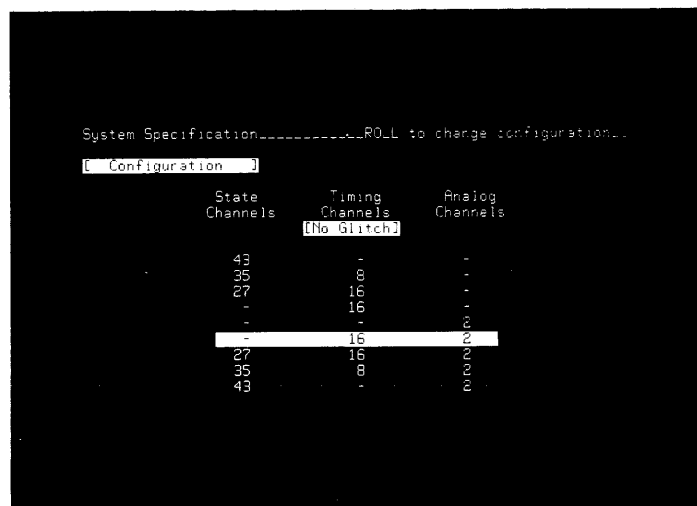 System Specification____________ROLL to change configuration__
[ Configuration ]
State Timing Analog
Channels Channels Channels
[No Glitch]
43 - -
35 8 -
27 16 -
- 16 -
- - 2
- 16 2
27 16 2
35 8 2
43 - 2